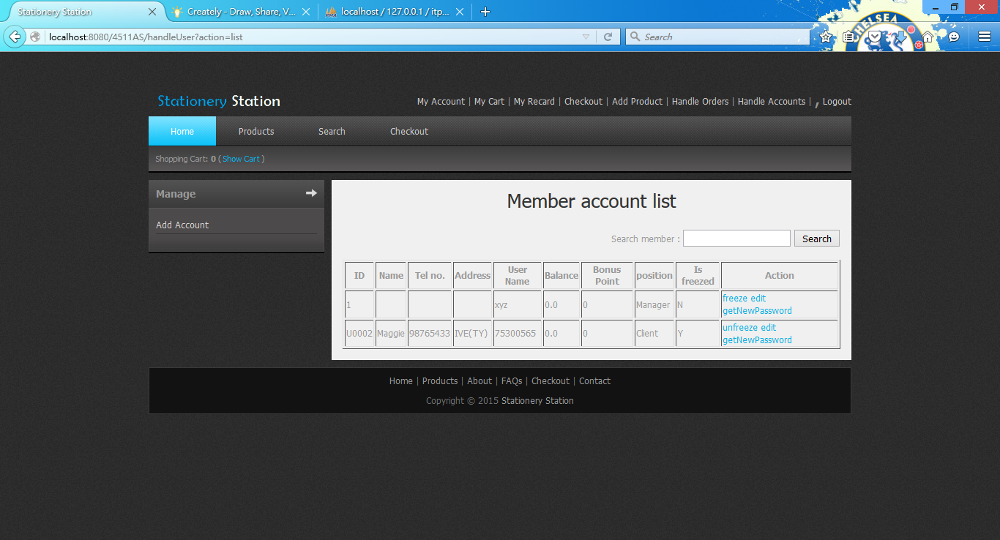 Stationery Station
Creately - Draw, Share, V...
localhost / 127.0.0.1 / itp...
localhost:8080/4511AS/handleUser?action=list
Search
CHELSEA
Stationery Station
My Account | My Cart | My Recard | Checkout | Add Product | Handle Orders | Handle Accounts | , Logout
Home Products Search Checkout
Shopping Cart: 0 ( Show Cart )
Manage
Add Account
Member account list
Search member : Search
ID Name Tel no. Address User Name Balance Bonus Point position Is freezed Action
1 xyz 0.0 0 Manager N freeze edit
getNewPassword
U0002 Maggie 98765433 IVE(TY) 75300565 0.0 0 Client Y unfreeze edit
getNewPassword
Home | Products | About | FAQs | Checkout | Contact
Copyright © 2015 Stationery Station